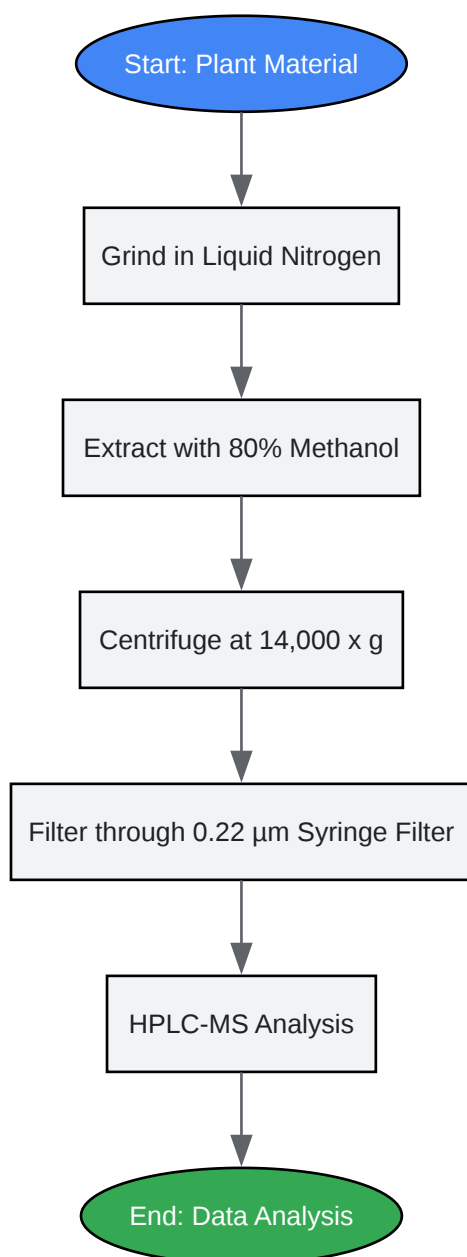 Start: Plant Material
Grind in Liquid Nitrogen
Extract with 80% Methanol
Centrifuge at 14,000 x g
Filter through 0.22 µm Syringe Filter
HPLC-MS Analysis
End: Data Analysis